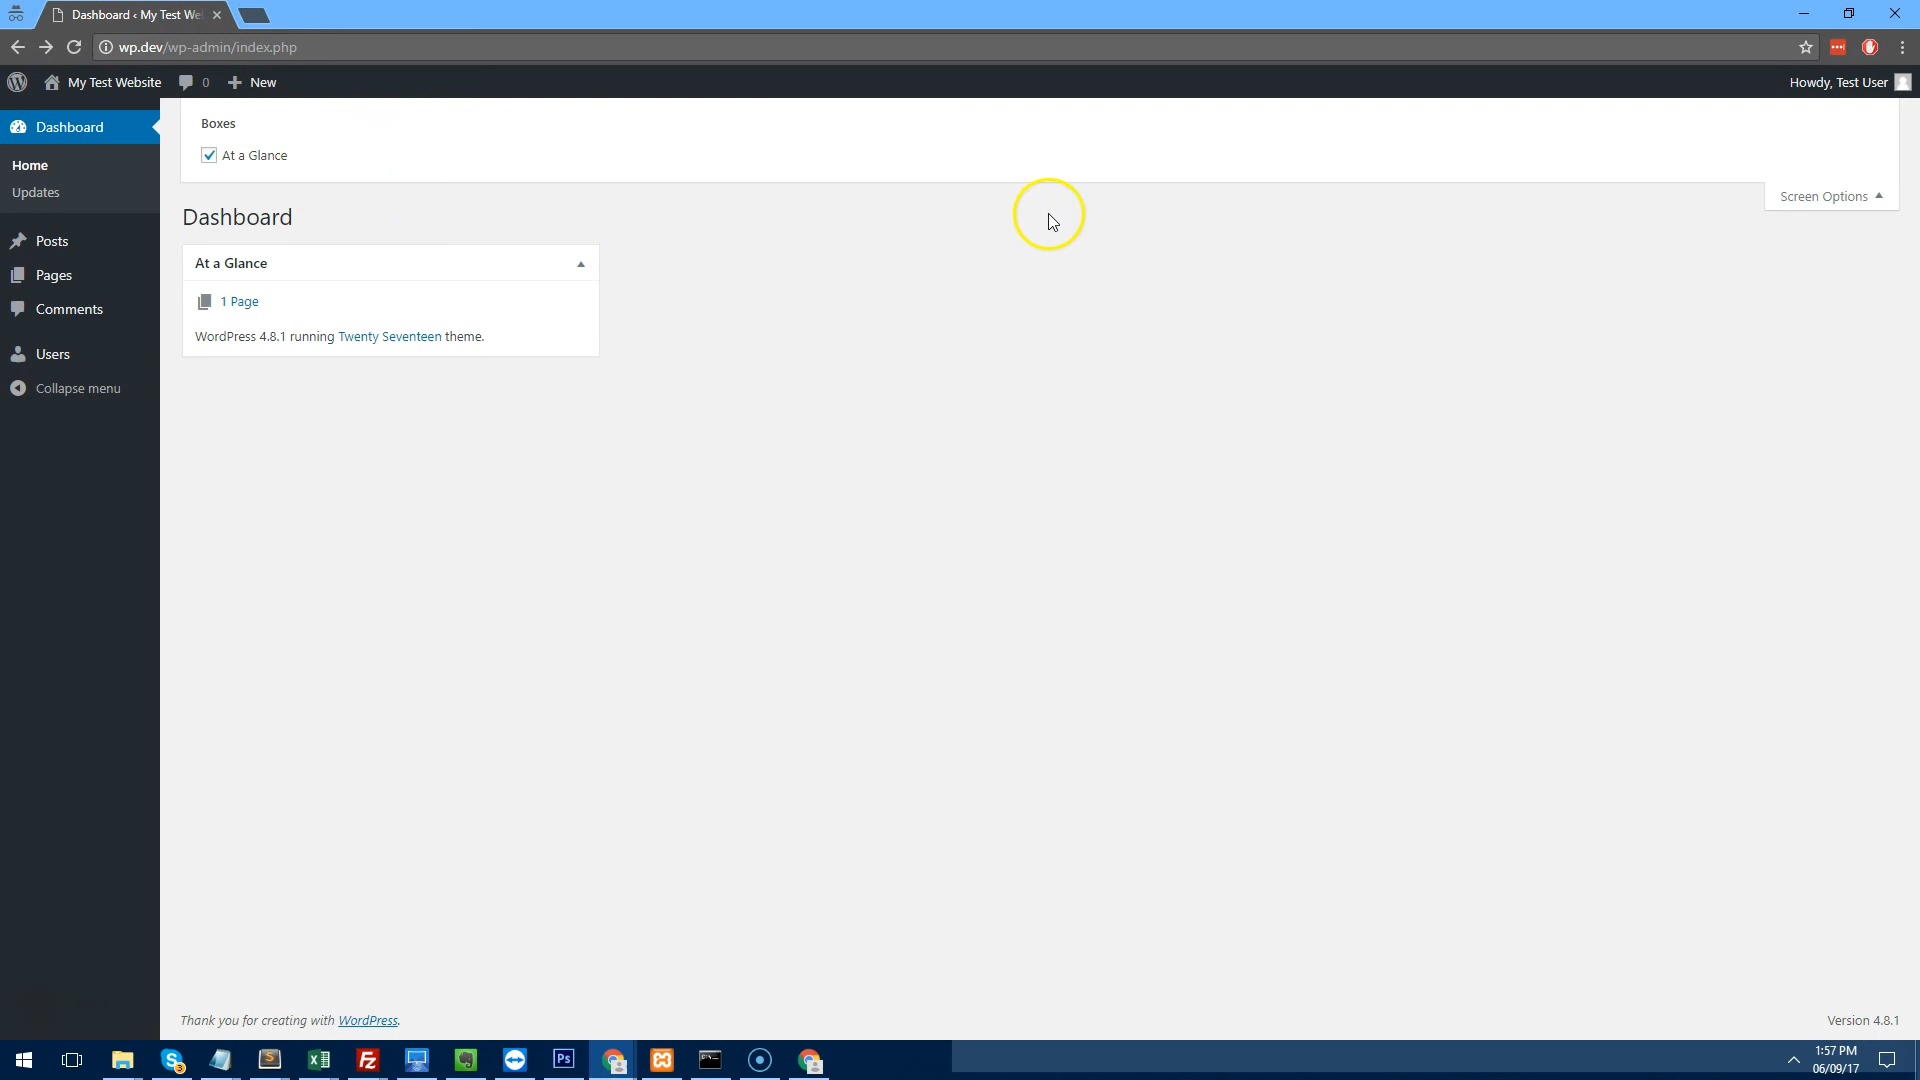 Dashboard ‹ My Test We
wp.dev/wp-admin/index.php
My Test Website 0 New
Howdy, Test User
Dashboard
Home
Updates
Posts
Pages
Comments
Users
Collapse menu
Boxes
At a Glance
Screen Options
Dashboard
At a Glance
1 Page
WordPress 4.8.1 running Twenty Seventeen theme.
Thank you for creating with WordPress.
Version 4.8.1
3
S
Fz
Ps
1:57 PM
06/09/17